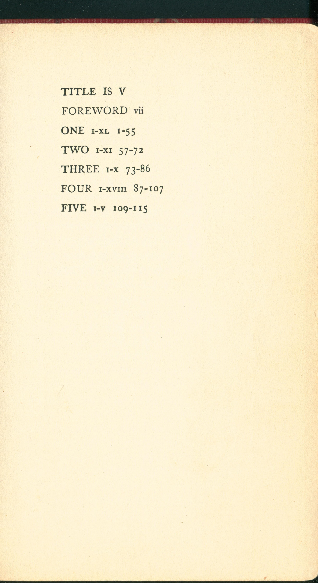 TITLE IS V
FOREWORD vii
ONE I-XL 1-55
TWO I-XI 57-72
THREE I-X 73-86
FOUR I-XVIII 87-107
FIVE I-V 109-115